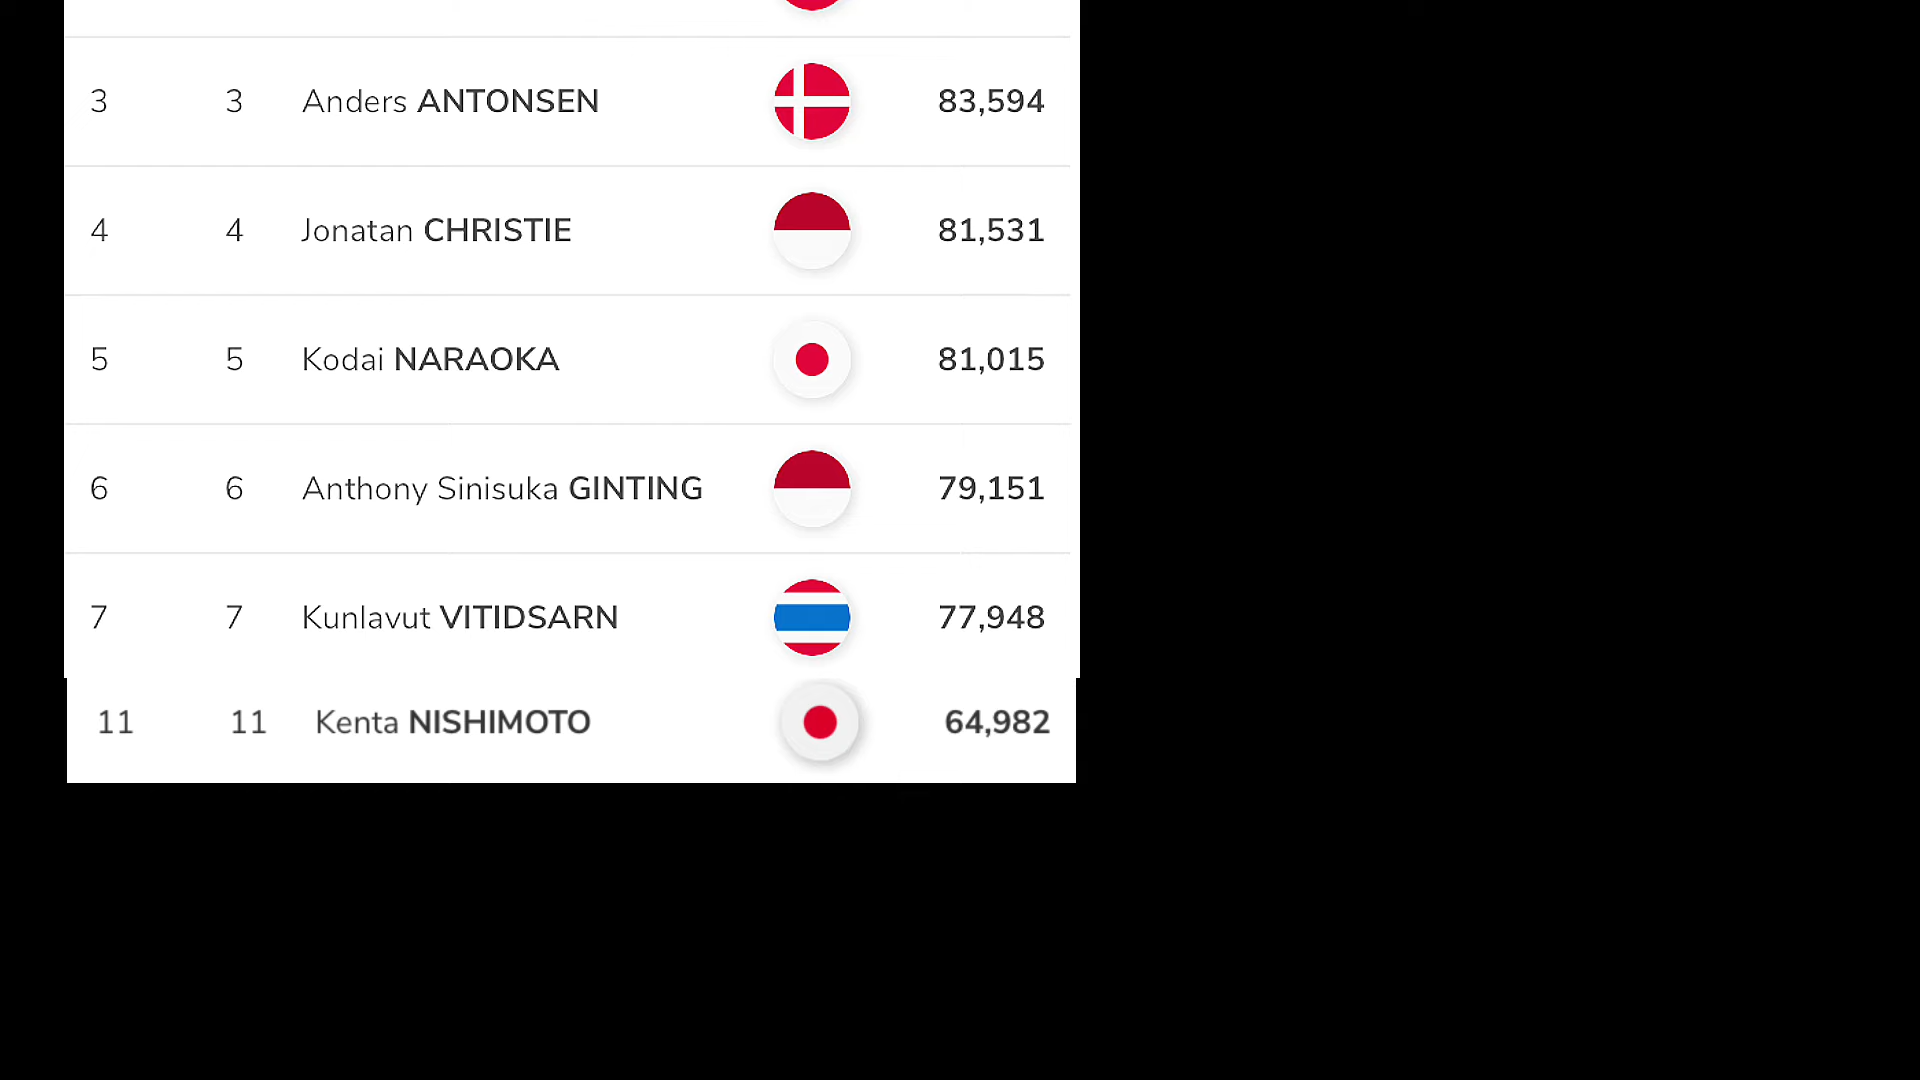 3 3 Anders ANTONSEN 83,594
4 4 Jonatan CHRISTIE 81,531
5 5 Kodai NARAOKA 81,015
6 6 Anthony Sinisuka GINTING 79,151
7 7 Kunlavut VITIDSARN 77,948
11 11 Kenta NISHIMOTO 64,982